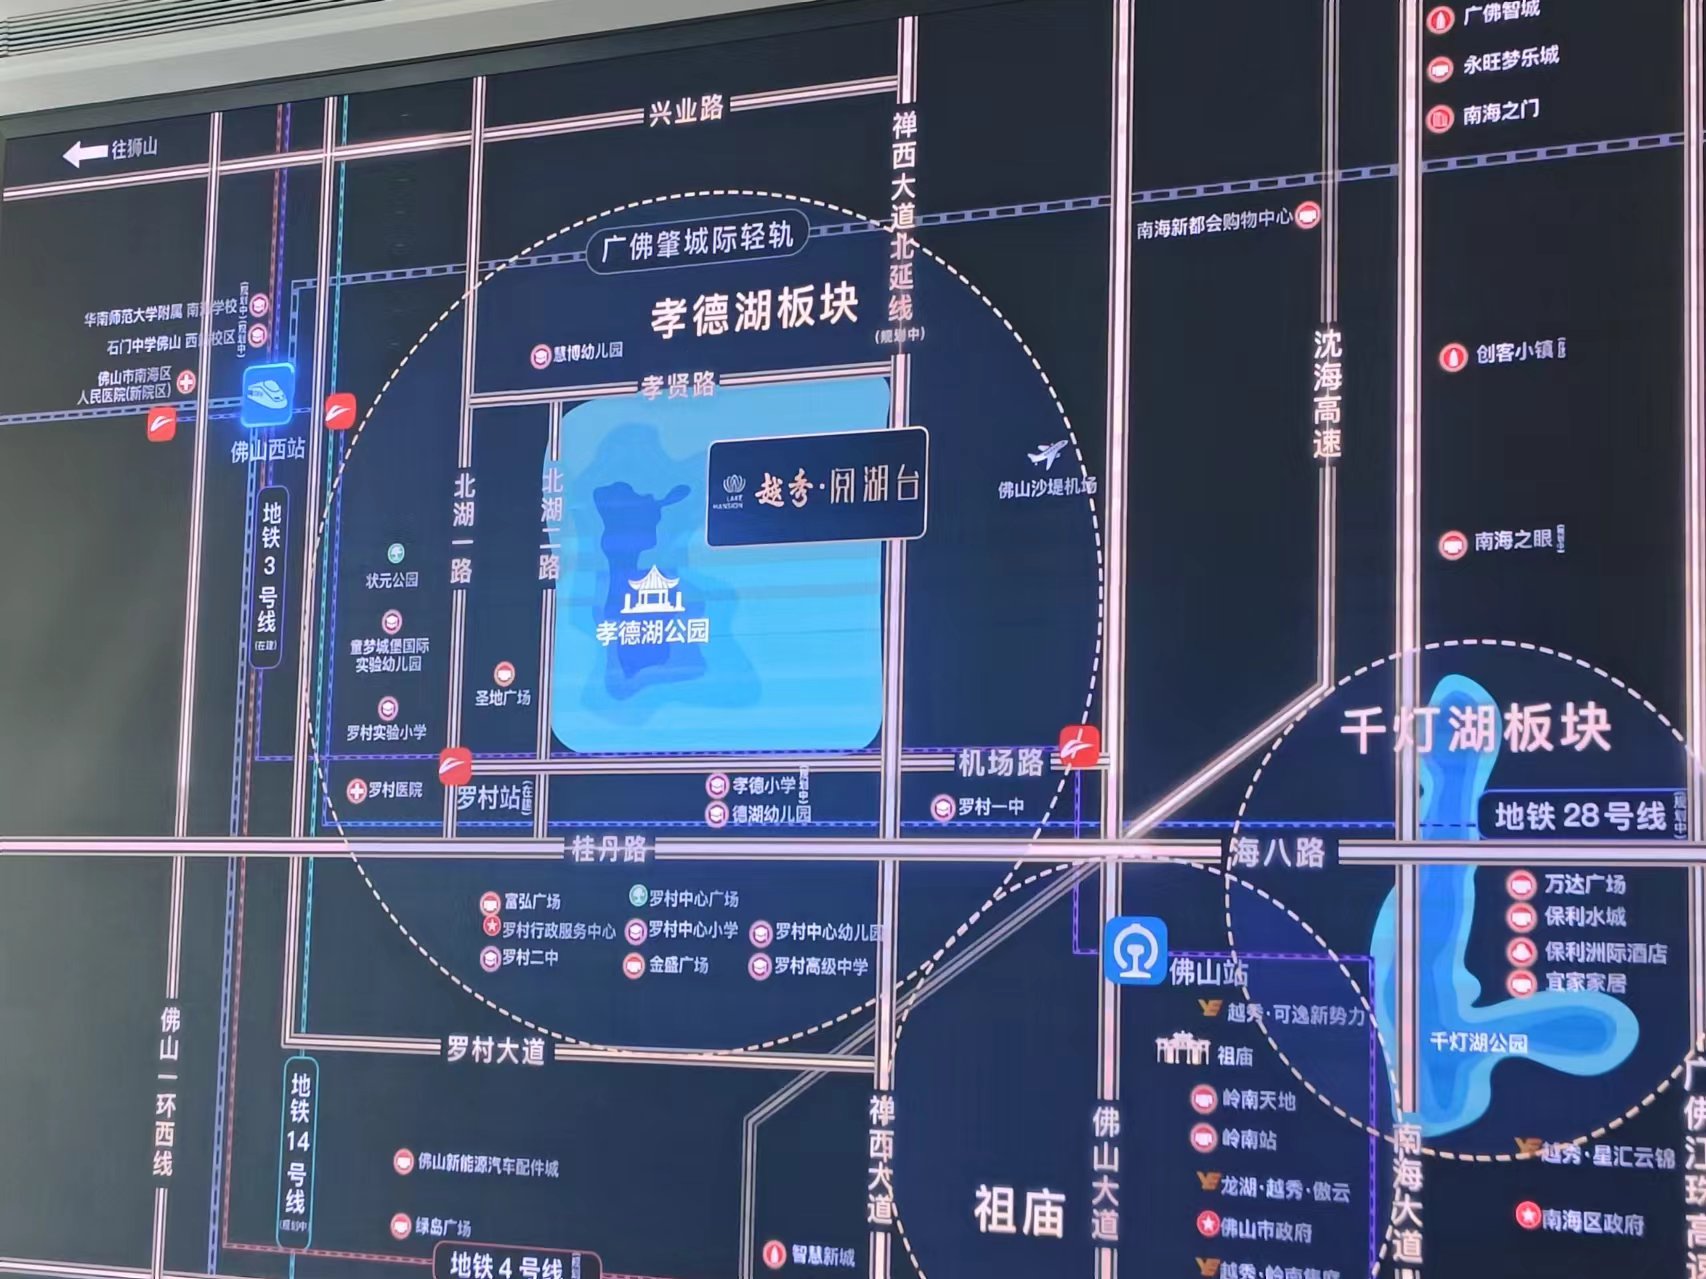 往狮山
兴业路
禅西大道北延线
(规划中)
广佛智城
永旺梦乐城
南海之门
广佛肇城际轻轨
南海新都会购物中心
孝德湖板块
慧博幼儿园
孝贤路
华南师范大学附属
学校
石门中学佛山
校区
佛山市南海区
人民医院(新院区)
佛山西站
地铁3号线
(在建)
北湖一路
北湖二路
LAKE
MANSION
越秀·阅湖台
佛山沙堤机场
沈海高速
创客小镇
南海之眼
状元公园
童梦城堡国际
实验幼儿园
罗村实验小学
圣地广场
孝德湖公园
千灯湖板块
罗村医院
罗村站
孝德小学
德湖幼儿园
机场路
罗村一中
地铁28号线
桂丹路
海八路
富弘广场
罗村行政服务中心
罗村二中
罗村中心广场
罗村中心小学
金盛广场
罗村中心幼儿园
罗村高级中学
万达广场
保利水城
保利洲际酒店
宜家家居
千灯湖公园
佛山站
越秀·可逸新势力
祖庙
岭南天地
岭南站
龙湖·越秀·傲云
佛山市政府
佛山一环西线
罗村大道
地铁14号线
(规划中)
佛山新能源汽车配件城
绿岛广场
地铁4号线
智慧新城
禅西大道
祖庙
佛山大道
南海大道
越秀·星汇云锦
南海区政府